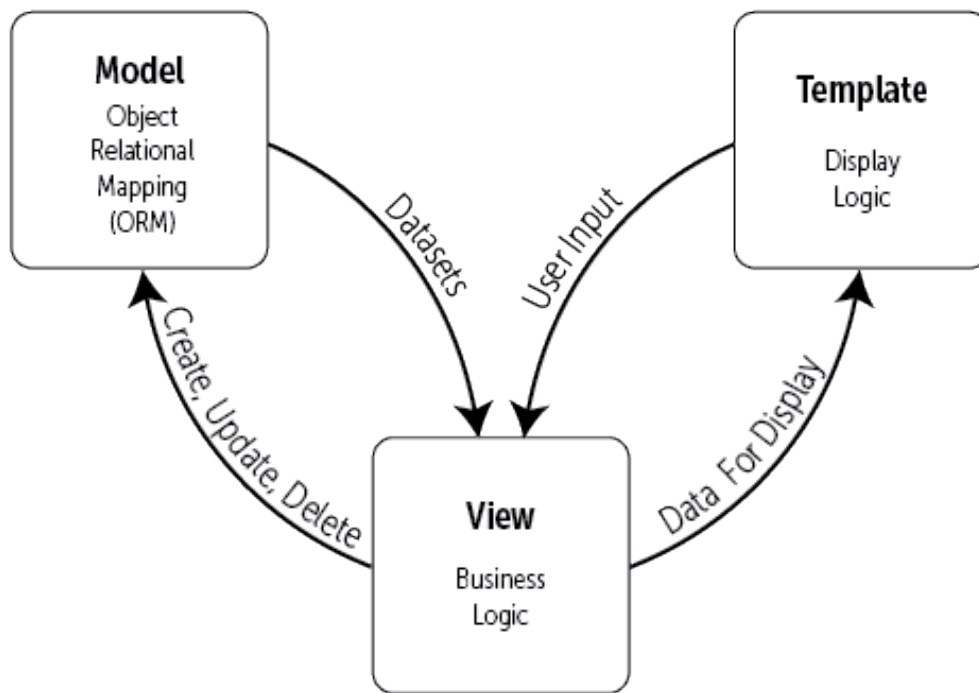 Model
Object
Relational
Mapping
(ORM)
Template
Display
Logic
Datasets
User Input
Create, Update, Delete
Data For Display
View
Business
Logic